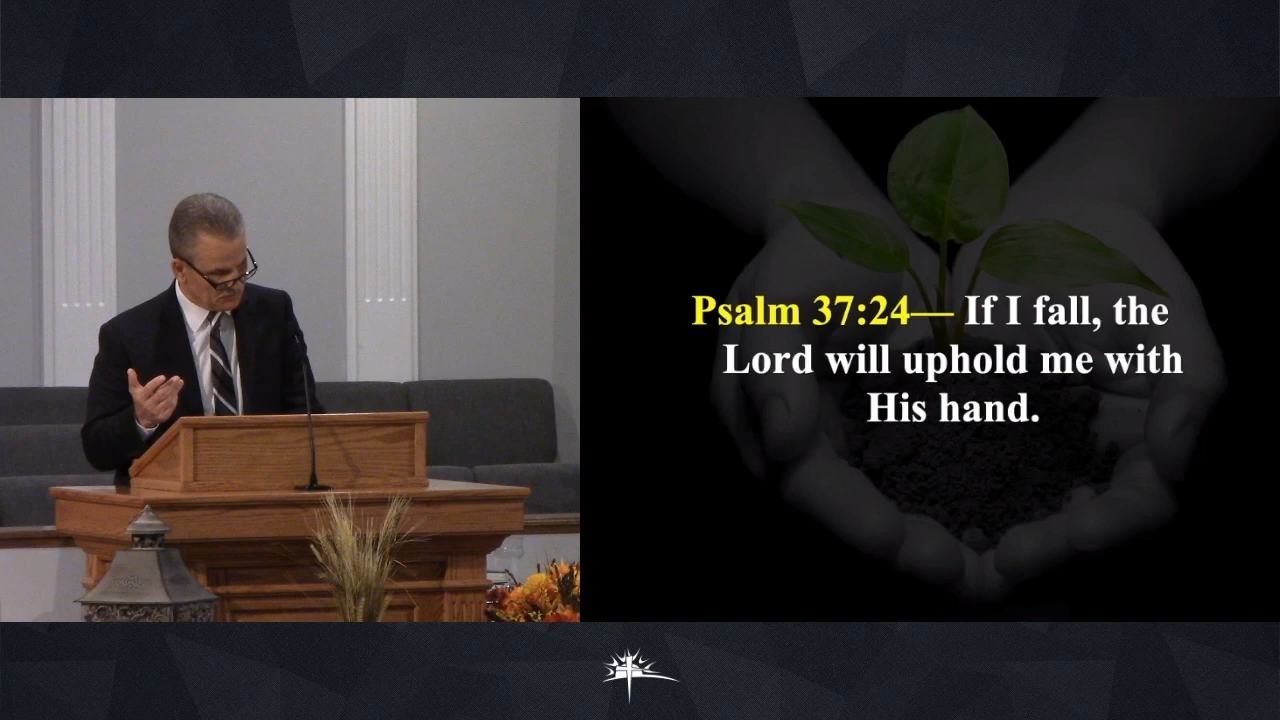 Psalm 37:24— If I fall, the
Lord will uphold me with
His hand.